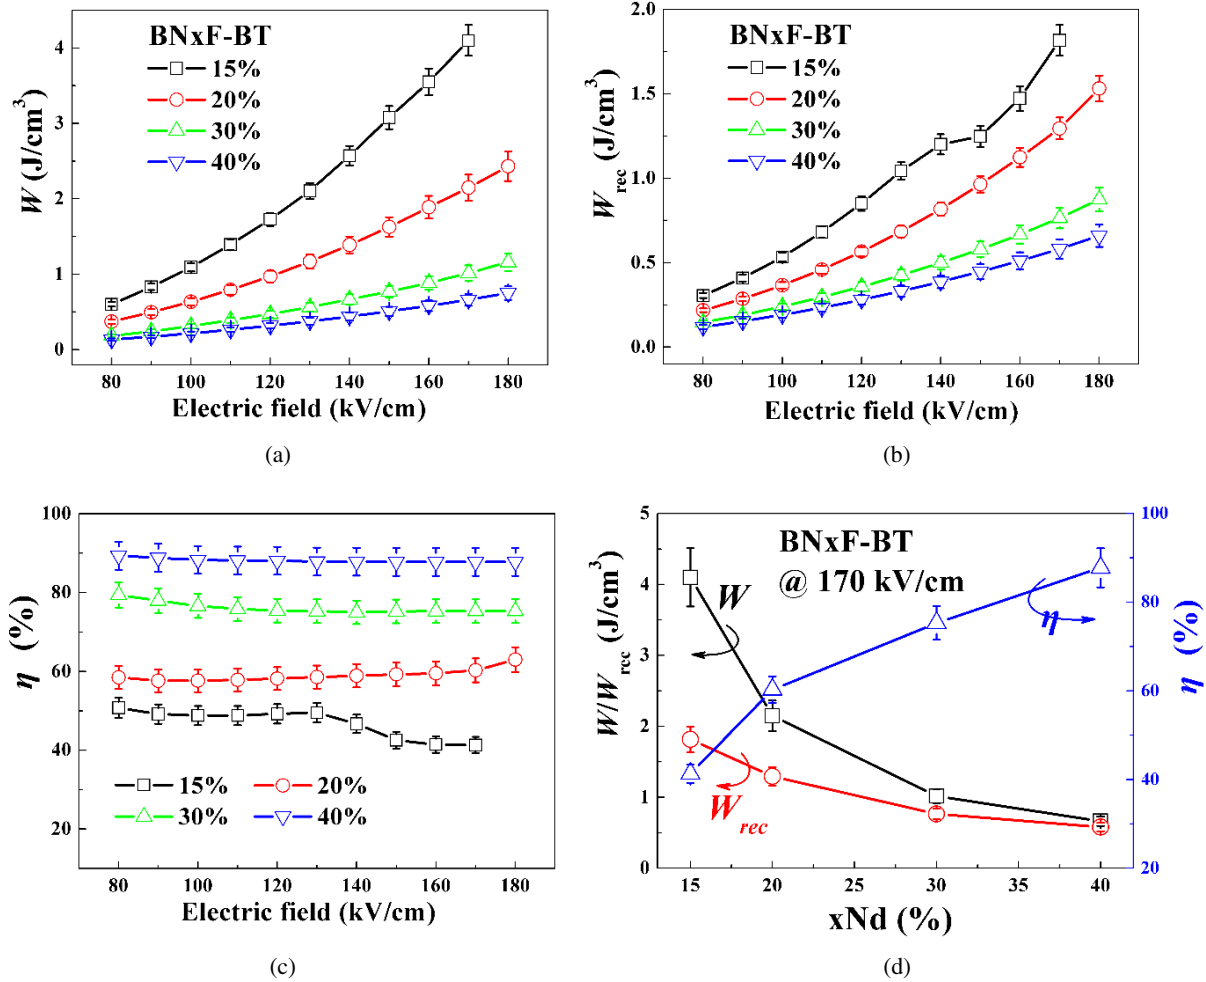 BNxF-BT
15%
20%
30%
40%
W (J/cm³)
4
3
2
1
0
80 100 120 140 160 180
Electric field (kV/cm)
(a)
BNxF-BT
15%
20%
30%
40%
W_rec (J/cm³)
2.0
1.5
1.0
0.5
0.0
80 100 120 140 160 180
Electric field (kV/cm)
(b)
η (%)
100
80
60
40
20
15% 20%
30% 40%
80 100 120 140 160 180
Electric field (kV/cm)
(c)
BNxF-BT
@ 170 kV/cm
W
η
W_rec
W/W_rec (J/cm³)
5
4
3
2
1
0
100
80
60
40
20
η (%)
15 20 25 30 35 40
xNd (%)
(d)